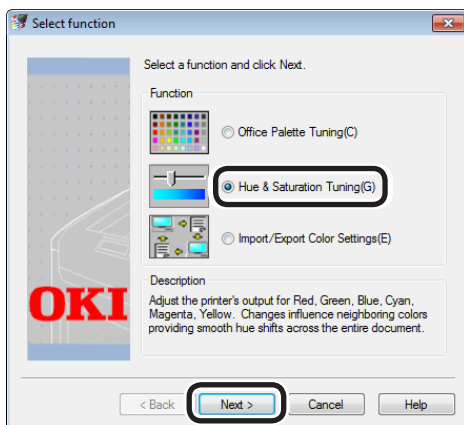 Select function
Select a function and click Next.
Function
Office Palette Tuning(C)
Hue & Saturation Tuning(G)
Import/Export Color Settings(E)
OKI
Description
Adjust the printer's output for Red, Green, Blue, Cyan,
Magenta, Yellow.  Changes influence neighboring colors
providing smooth hue shifts across the entire document.
< Back
Next >
Cancel
Help